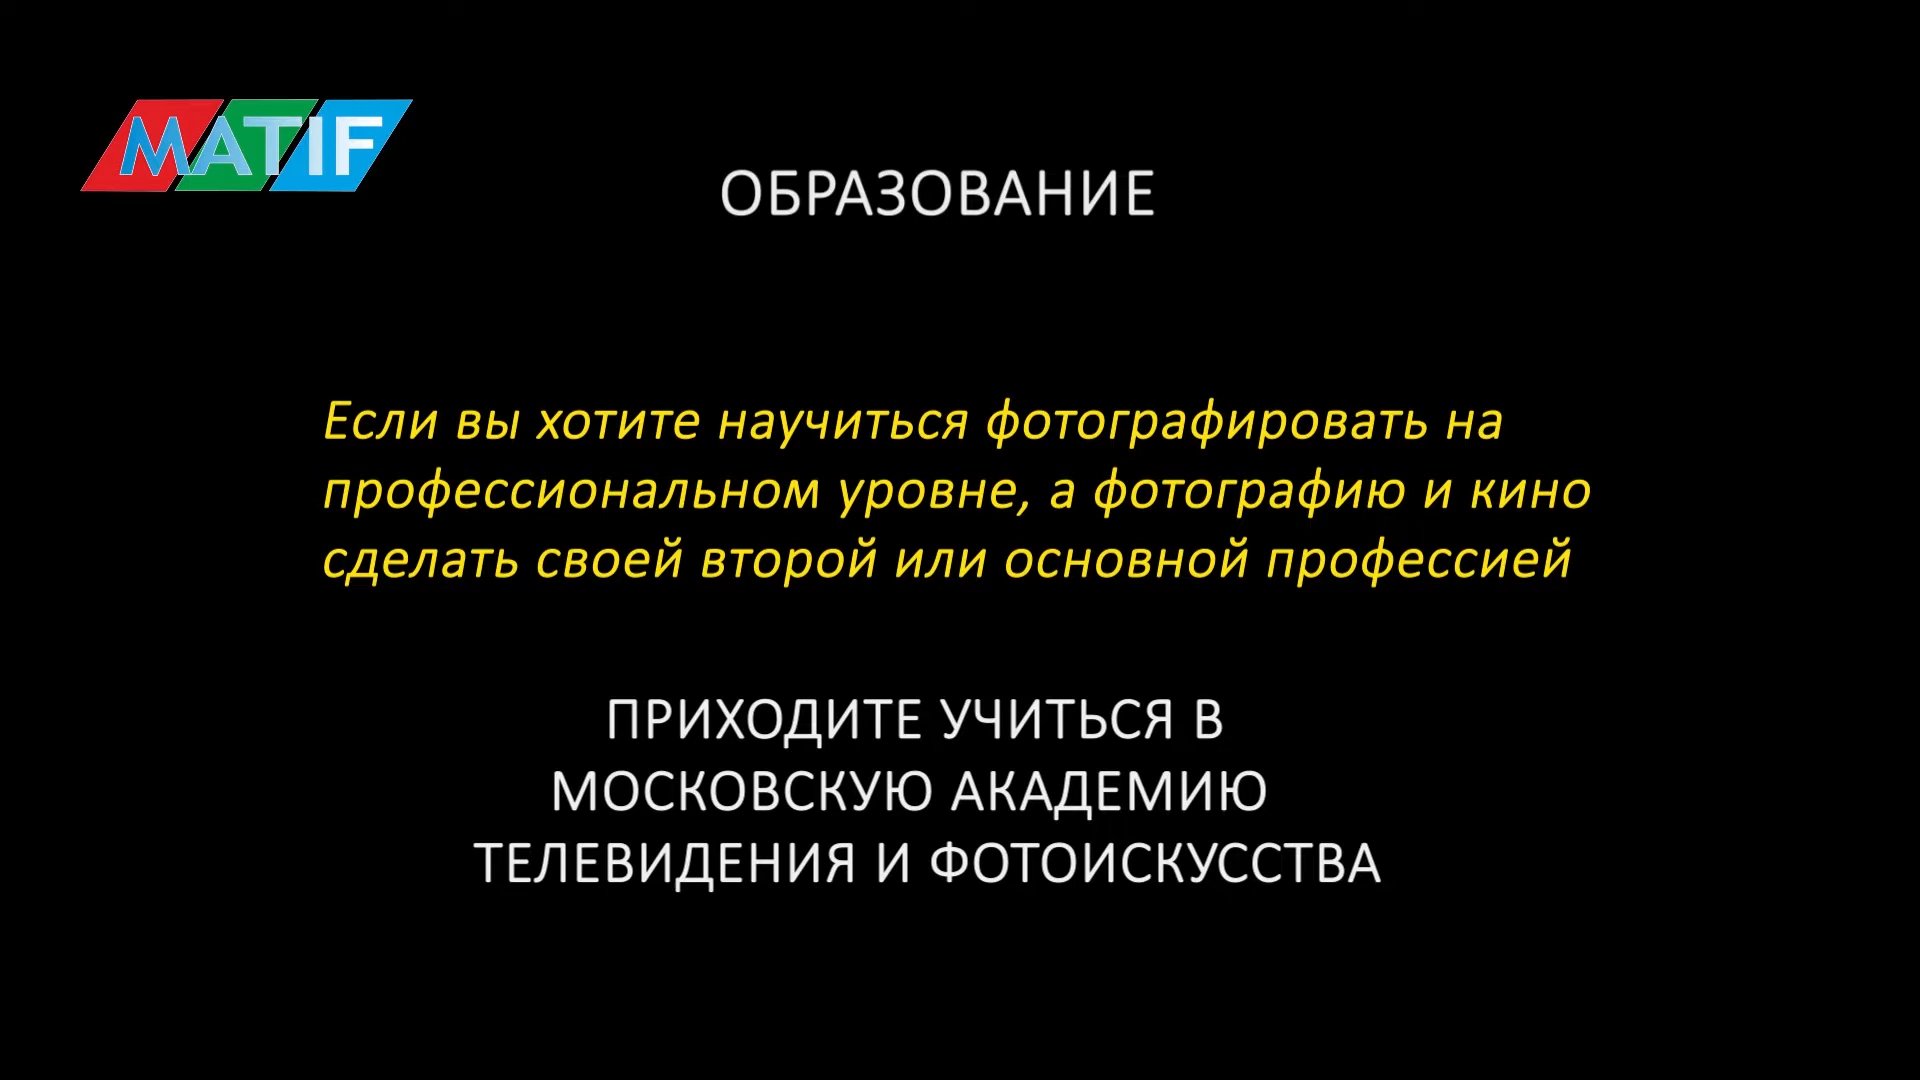 MATIF
ОБРАЗОВАНИЕ
Если вы хотите научиться фотографировать на
профессиональном уровне, а фотографию и кино
сделать своей второй или основной профессией
ПРИХОДИТЕ УЧИТЬСЯ В
МОСКОВСКУЮ АКАДЕМИЮ
ТЕЛЕВИДЕНИЯ И ФОТОИСКУССТВА